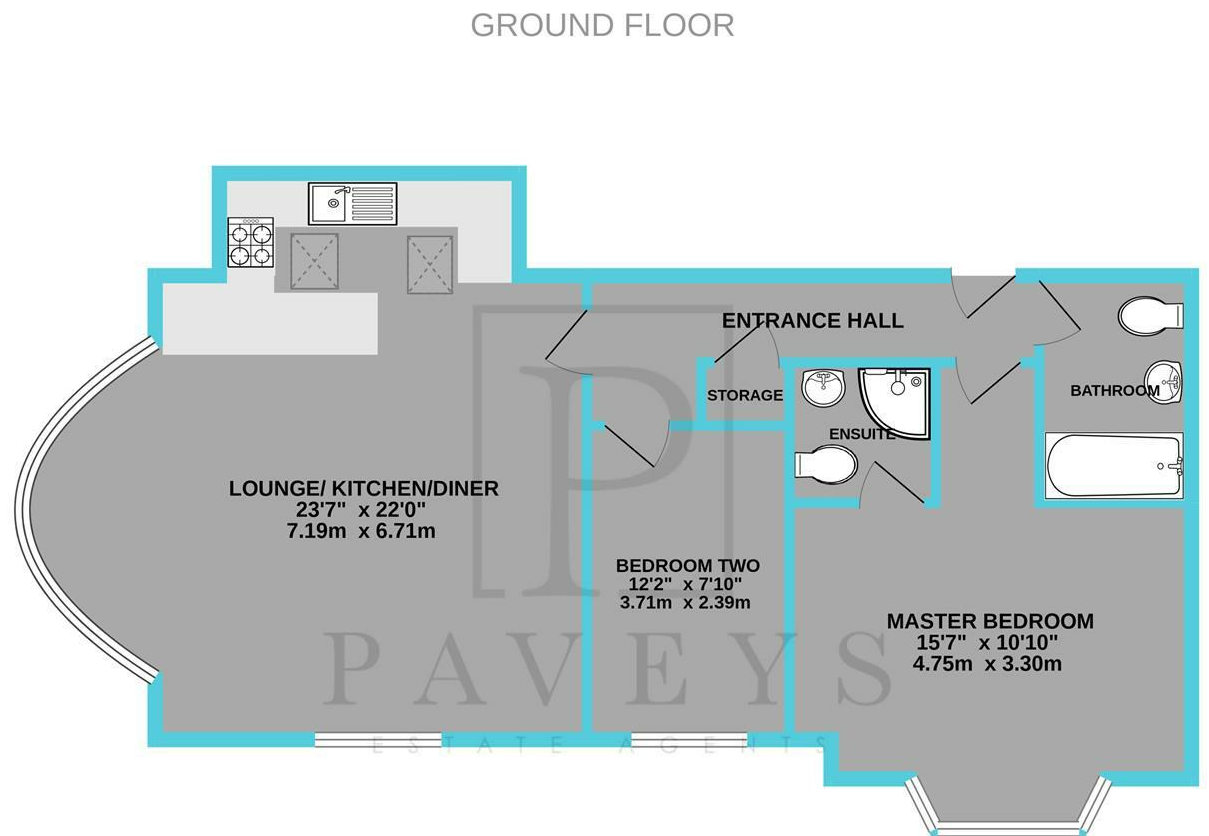 GROUND FLOOR
ENTRANCE HALL
STORAGE
BATHROOM
ENSUITE
LOUNGE/ KITCHEN/DINER
23'7" x 22'0"
7.19m x 6.71m
BEDROOM TWO
12'2" x 7'10"
3.71m x 2.39m
MASTER BEDROOM
15'7" x 10'10"
4.75m x 3.30m
P
PAVEYS
ESTATE AGENTS